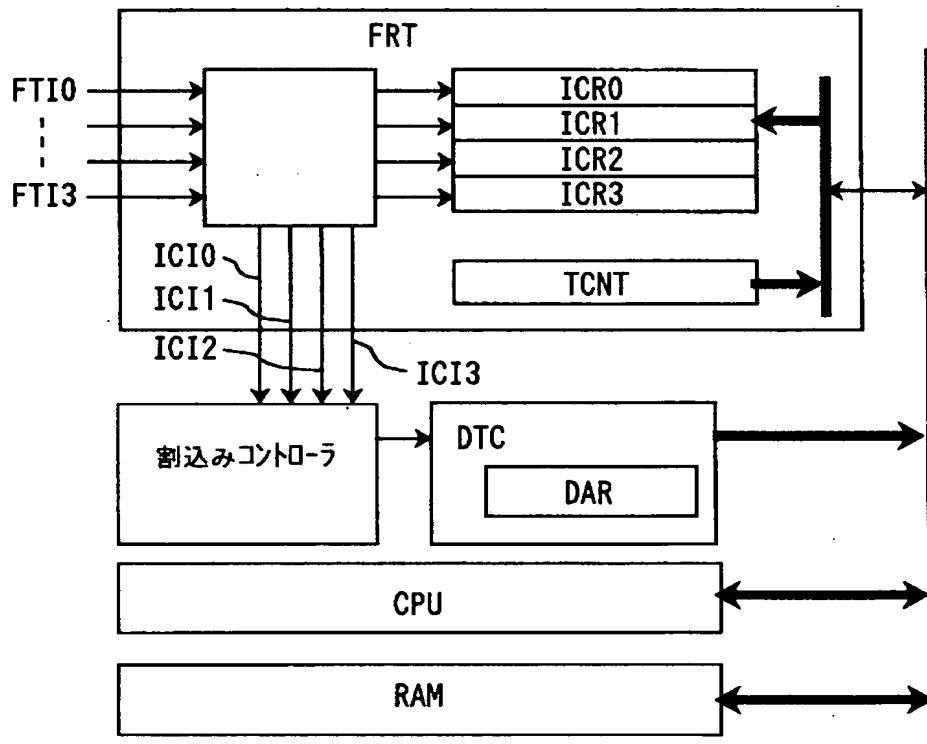 FRT
FTI0
FTI3
ICR0
ICR1
ICR2
ICR3
TCNT
ICI0
ICI1
ICI2
ICI3
割込みコントローラ
DTC
DAR
CPU
RAM